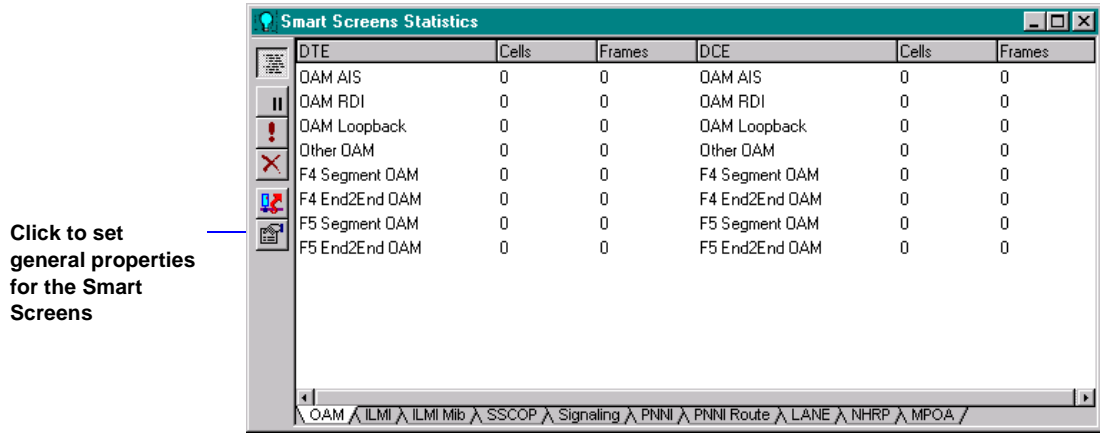 Smart Screens Statistics
DTE Cells Frames DCE Cells Frames
OAM AIS 0 0 OAM AIS 0 0
OAM RDI 0 0 OAM RDI 0 0
OAM Loopback 0 0 OAM Loopback 0 0
Other OAM 0 0 Other OAM 0 0
F4 Segment OAM 0 0 F4 Segment OAM 0 0
F4 End2End OAM 0 0 F4 End2End OAM 0 0
F5 Segment OAM 0 0 F5 Segment OAM 0 0
F5 End2End OAM 0 0 F5 End2End OAM 0 0
Click to set
general properties
for the Smart
Screens
OAM ILMI ILMI Mib SSCOP Signaling PNNI PNNI Route LANE NHRP MPOA